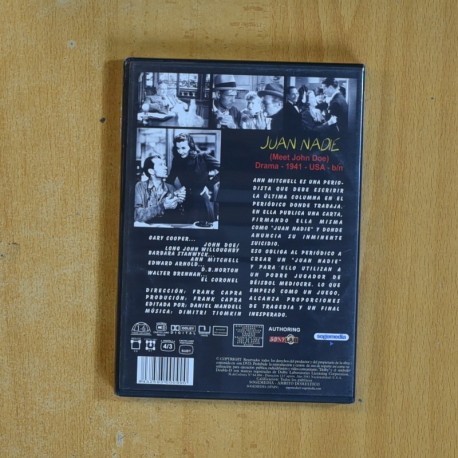 JUAN NADIE
(Meet John Doe)
Drama - 1941 - USA - b/n
ANN MITCHELL ES UNA PERIO-
DISTA QUE DEBE ESCRIBIR
LA ÚLTIMA COLUMNA EN EL
PERIÓDICO DONDE TRABAJA.
EN ELLA PUBLICA UNA CARTA,
FIRMANDO ELLA MISMA
COMO "JUAN NADIE" Y DONDE
ANUNCIA SU INMINENTE
SUICIDIO.
ESO OBLIGA AL PERIÓDICO A
CREAR UN "JUAN NADIE"
Y PARA ELLO UTILIZAN A
UN POBRE JUGADOR DE
BÉISBOL MEDIOCRE. LO
QUE EMPEZÓ COMO UN JUEGO,
ALCANZA PROPORCIONES
DE TRAGEDIA Y UN FINAL
INESPERADO.
GARY COOPER...
JOHN DOE/
LONG JOHN WILLOUGHBY
BARBARA STANWYCK...
ANN MITCHELL
EDWARD ARNOLD...
D.B. NORTON
WALTER BRENNAN...
EL CORONEL
DIRECCIÓN: FRANK CAPRA
PRODUCIÓN: FRANK CAPRA
EDITADA POR: DANIEL MANDELL
MÚSICA: DIMITRI TIOMKIN
DOLBY
AUTHORING
sogemedia
4/3